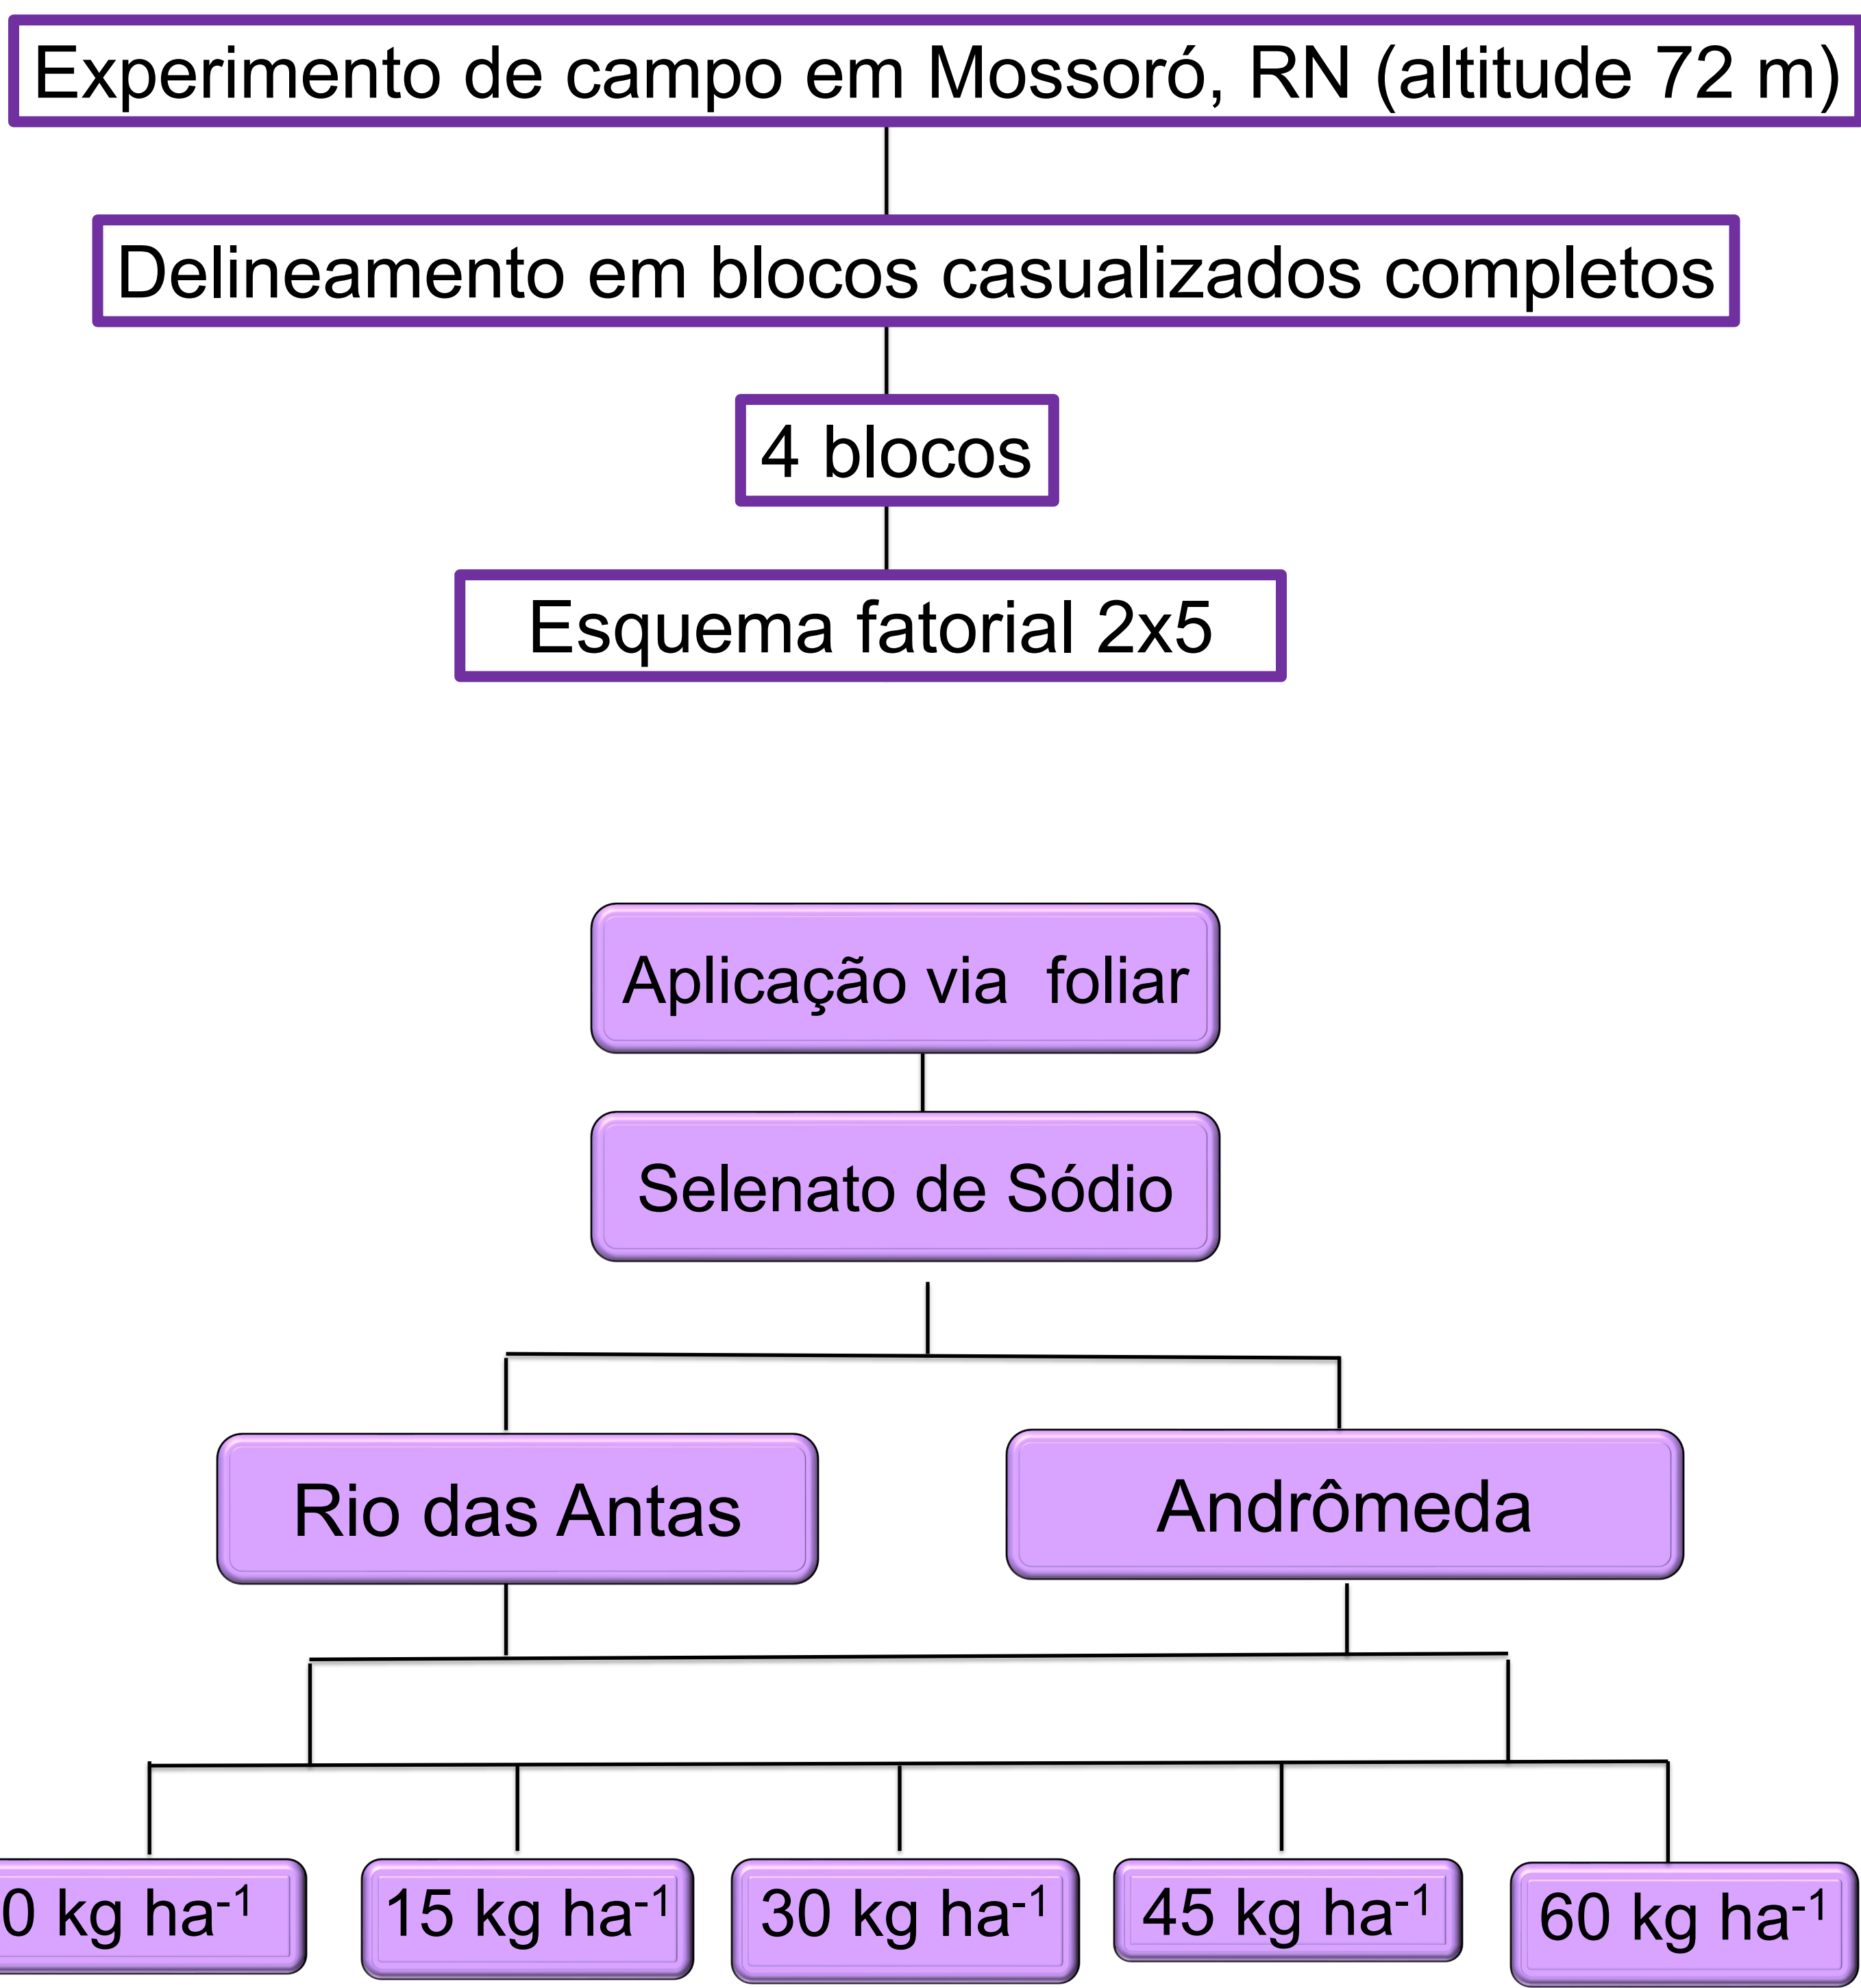 Experimento de campo em Mossoró, RN (altitude 72 m)
Delineamento em blocos casualizados completos
4 blocos
Esquema fatorial 2x5
Aplicação via foliar
Selenato de Sódio
Rio das Antas
Andrômeda
0 kg ha⁻¹
15 kg ha⁻¹
30 kg ha⁻¹
45 kg ha⁻¹
60 kg ha⁻¹